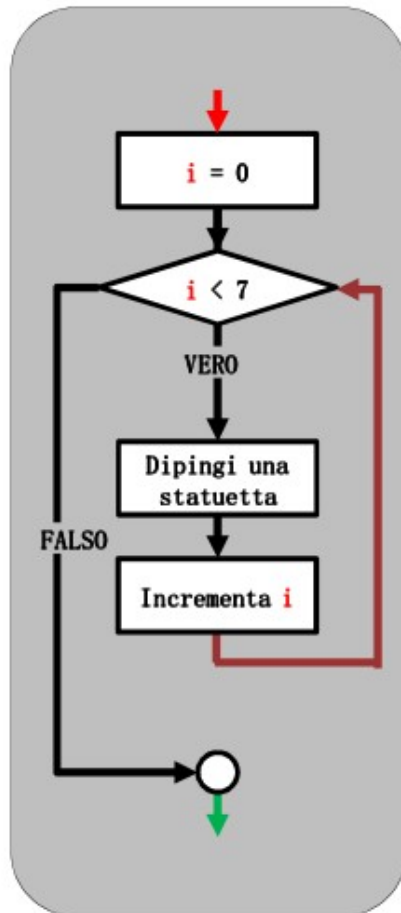 i = 0
i < 7
VERO
Dipingi una
statuetta
FALSO
Incrementa i